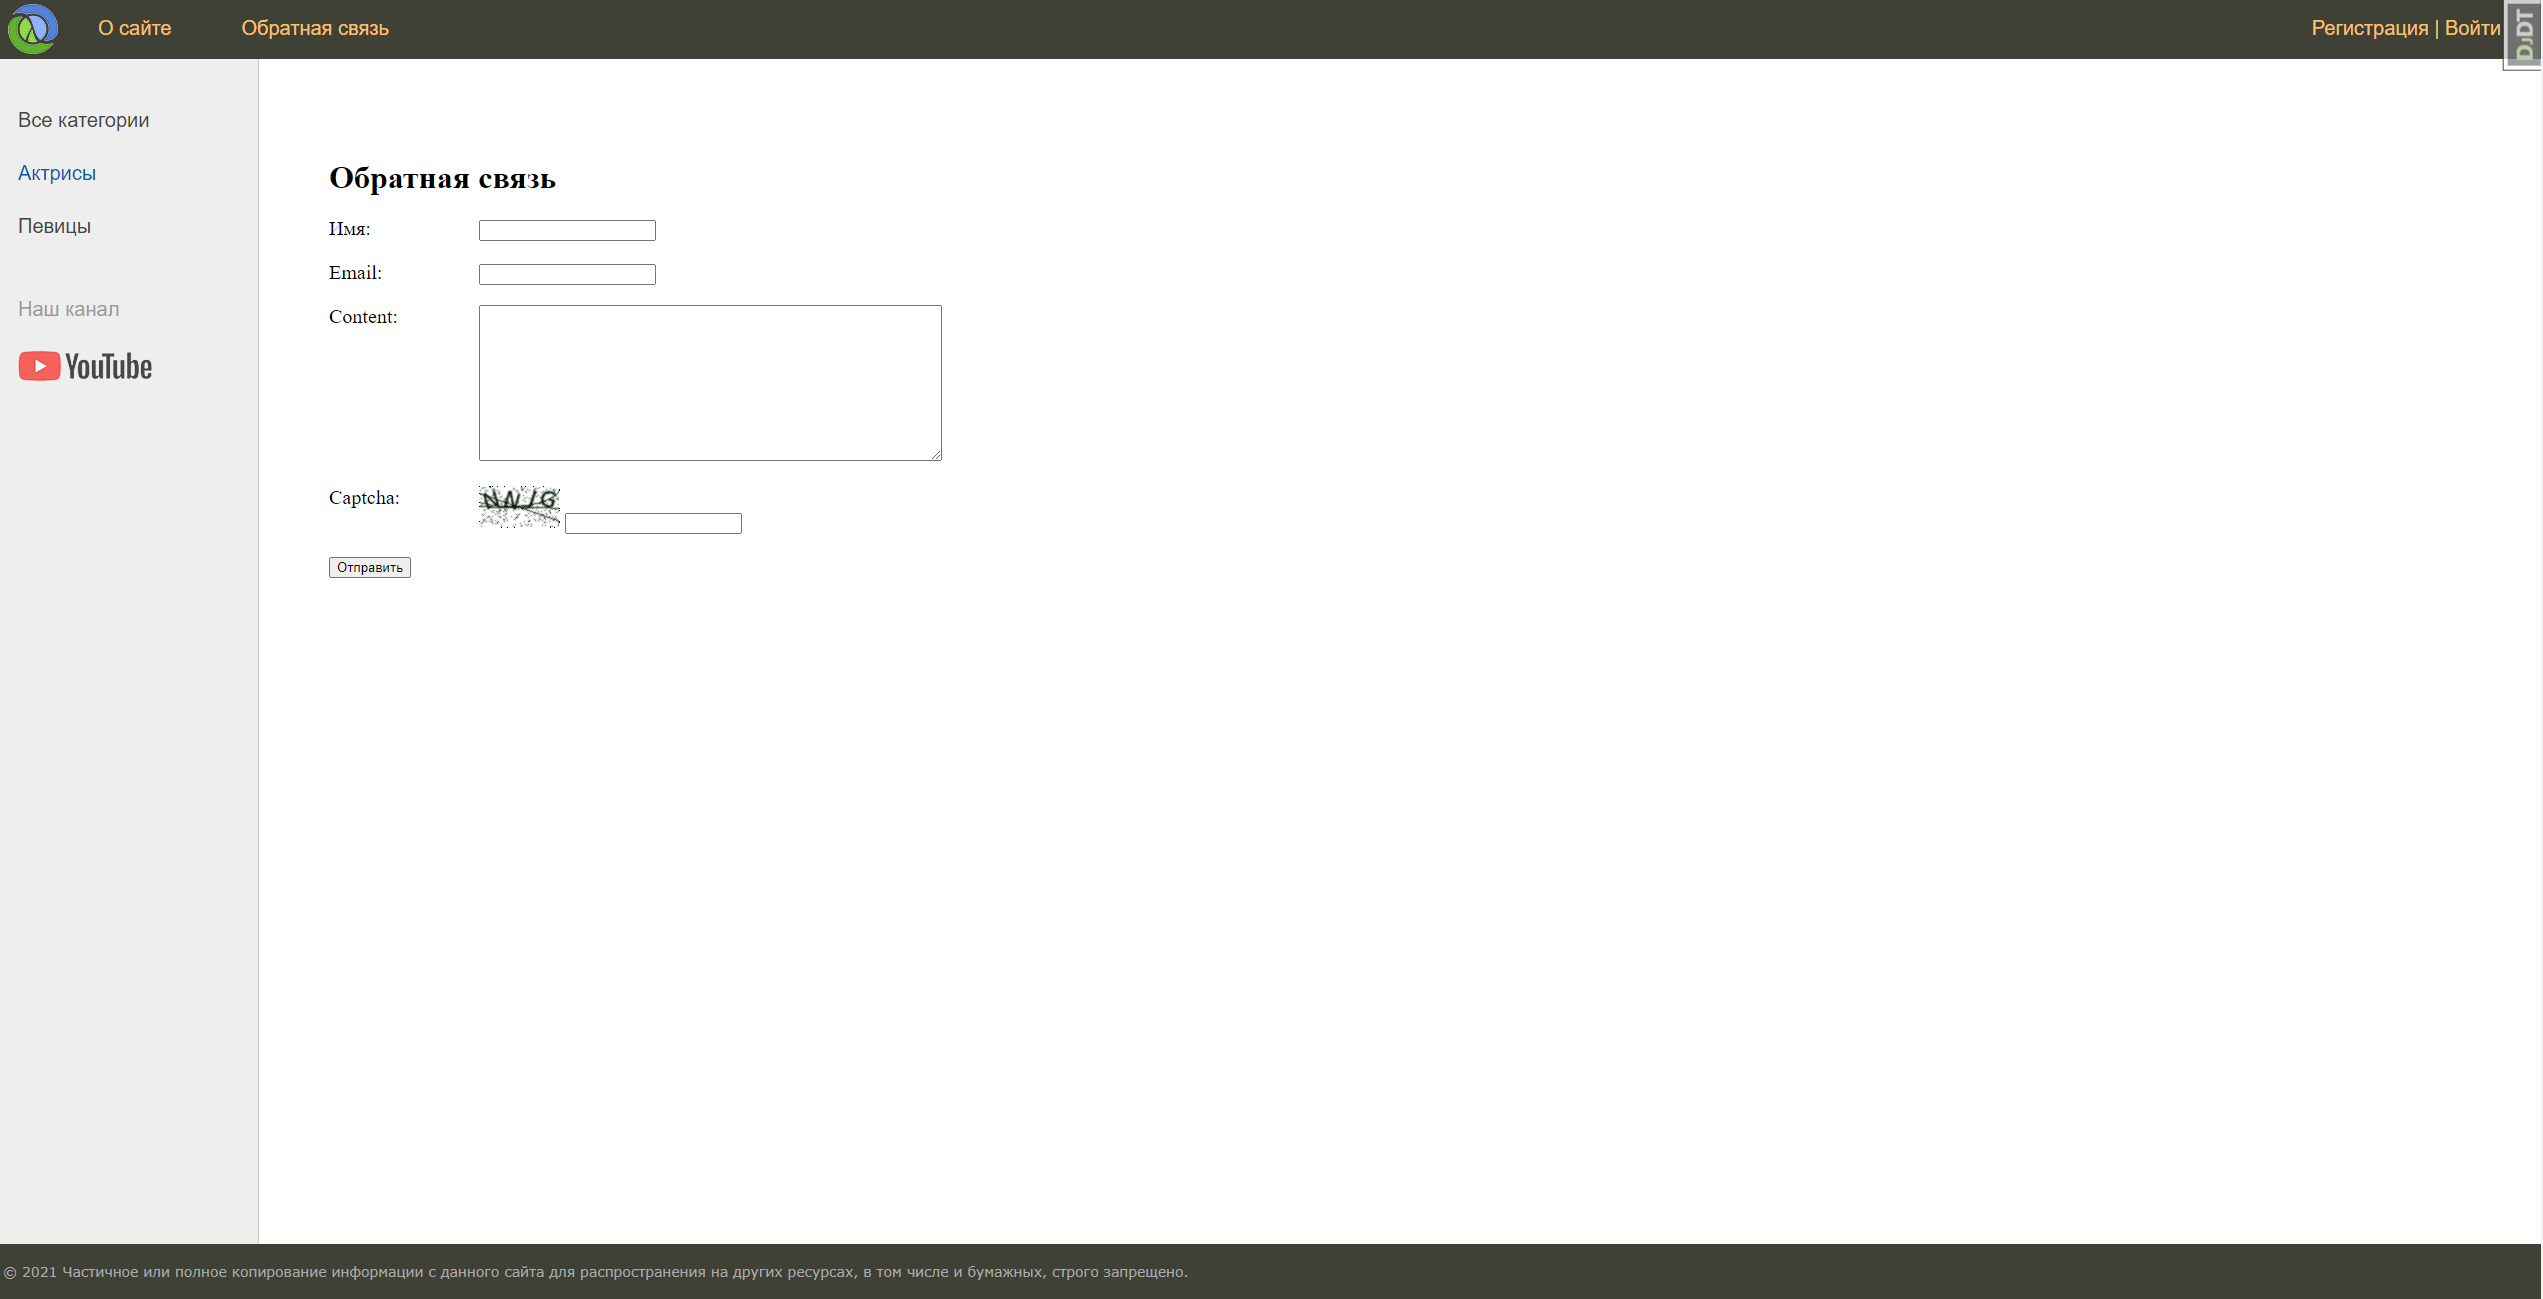 О сайте Обратная связь Регистрация | Войти
DJDT
Все категории
Актрисы
Певицы
Наш канал
YouTube
Обратная связь
Имя:
Email:
Content:
Captcha:
Отправить
© 2021 Частичное или полное копирование информации с данного сайта для распространения на других ресурсах, в том числе и бумажных, строго запрещено.